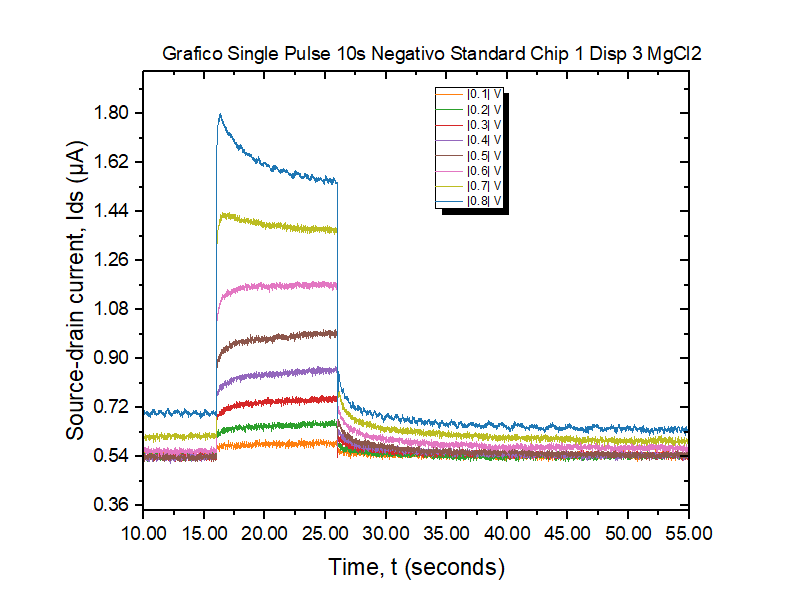 Grafico Single Pulse 10s Negativo Standard Chip 1 Disp 3 MgCl2
|0.1| V
|0.2| V
|0.3| V
|0.4| V
|0.5| V
|0.6| V
|0.7| V
|0.8| V
Source-drain current, Ids (μA)
1.80
1.62
1.44
1.26
1.08
0.90
0.72
0.54
0.36
10.00 15.00 20.00 25.00 30.00 35.00 40.00 45.00 50.00 55.00
Time, t (seconds)